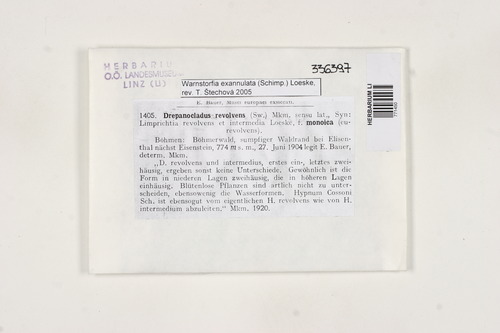 HERBARIU
O.Ö. LANDESMUSEU
LINZ (LI)
336397
Warnstorfia exannulata (Schimp.) Loeske,
rev. T. Štechová 2005
HERBARIUM LI
E. Bauer, Musci europaei exsiccati.
1405. Drepanocladus revolvens (Sw.) Mkm. sensu lat., Syn:
Limprichtia revolvens et intermedia Loeske, f. monoica (eu-
revolvens).
Böhmen: Böhmerwald, sumpfiger Waldrand bei Elisen-
thal nächst Eisenstein, 774 m s. m., 27. Juni 1904 legit E. Bauer,
determ. Mkm.
„D. revolvens und intermedius, erstes ein-, letztes zwei-
häusig, ergeben sonst keine Unterschiede. Gewöhnlich ist die
Form in niederen Lagen zweihäusig, die in höheren Lagen
einhäusig. Blütenlose Pflanzen sind artlich nicht zu unter-
scheiden, ebensowenig die Wasserformen. Hypnum Cossoni
Sch. ist ebensogut vom eigentlichen H. revolvens wie von H.
intermedium abzuleiten.“ Mkm. 1920.